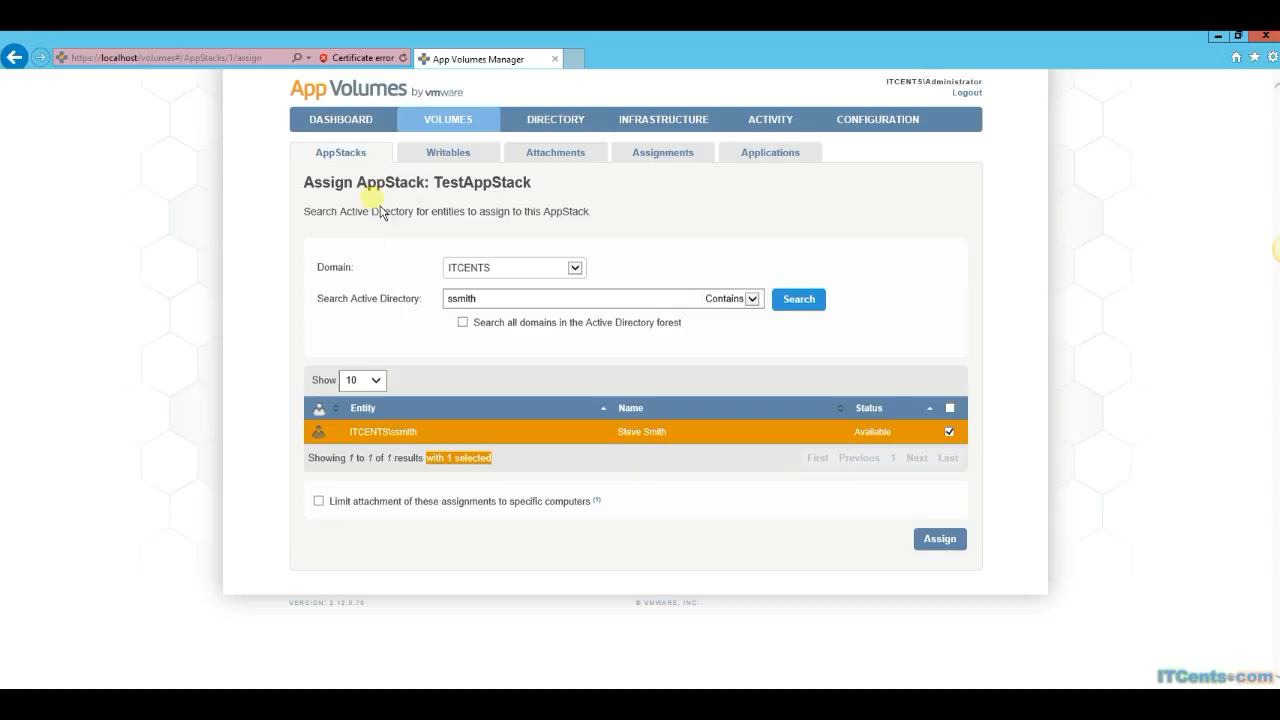 https://localhost/volumes#/AppStacks/1/assign
Certificate error
App Volumes Manager
App Volumes by vmware
ITCENTS\Administrator
Logout
DASHBOARD VOLUMES DIRECTORY INFRASTRUCTURE ACTIVITY CONFIGURATION
AppStacks Writables Attachments Assignments Applications
Assign AppStack: TestAppStack
Search Active Directory for entities to assign to this AppStack.
Domain: ITCENTS
Search Active Directory: ssmith Contains Search
Search all domains in the Active Directory forest
Show 10
Entity Name Status
ITCENTS\ssmith Steve Smith Available
Showing 1 to 1 of 1 results with 1 selected First Previous 1 Next Last
Limit attachment of these assignments to specific computers (?)
Assign
VERSION: 2.12.0.70 © VMWARE, INC.
ITCents.com